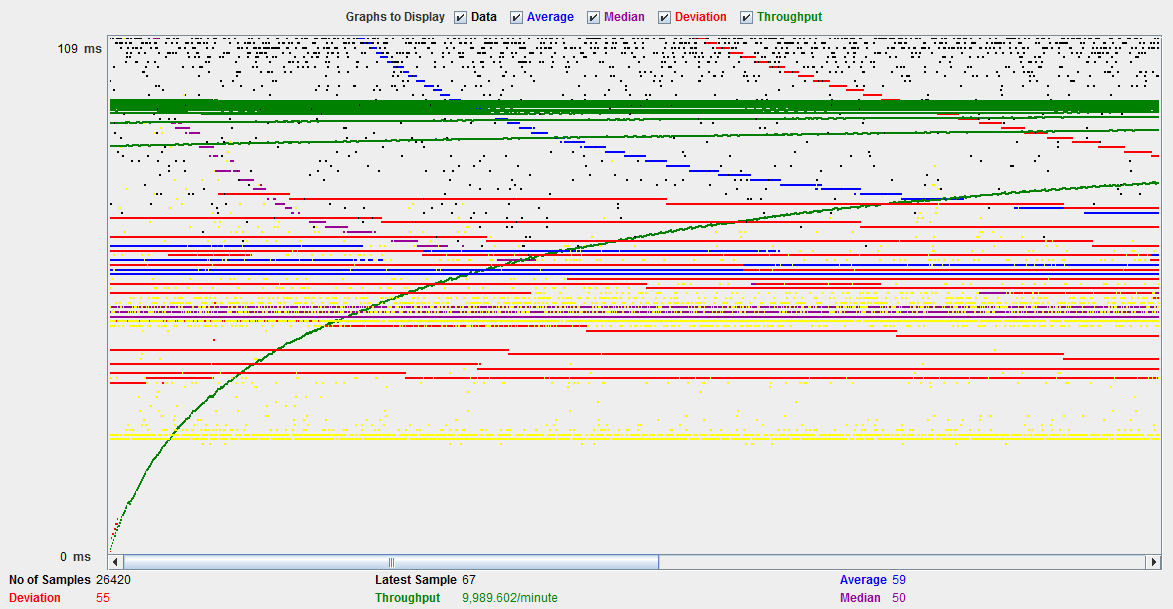 Graphs to Display Data Average Median Deviation Throughput
109 ms
0 ms
No of Samples 26420 Latest Sample 67 Average 59
Deviation 55 Throughput 9,989.602/minute Median 50